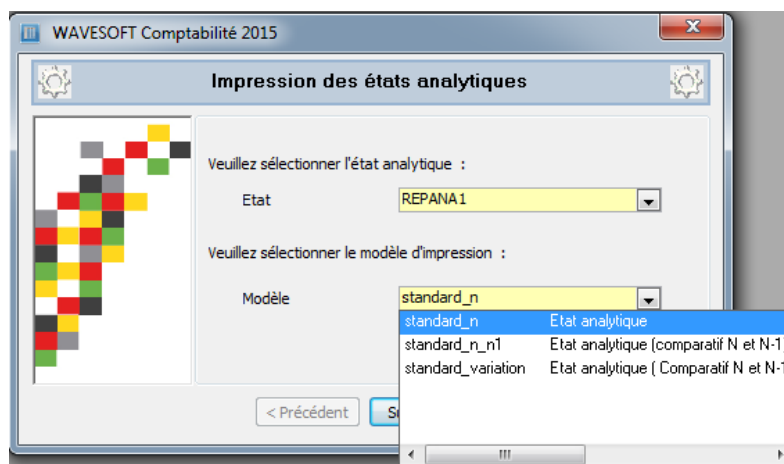 WAVESOFT Comptabilité 2015
Impression des états analytiques
Veuillez sélectionner l'état analytique :
Etat REPANA1
Veuillez sélectionner le modèle d'impression :
Modèle standard_n
standard_n Etat analytique
standard_n_n1 Etat analytique (comparatif N et N-1
standard_variation Etat analytique ( Comparatif N et N-1
< Précédent